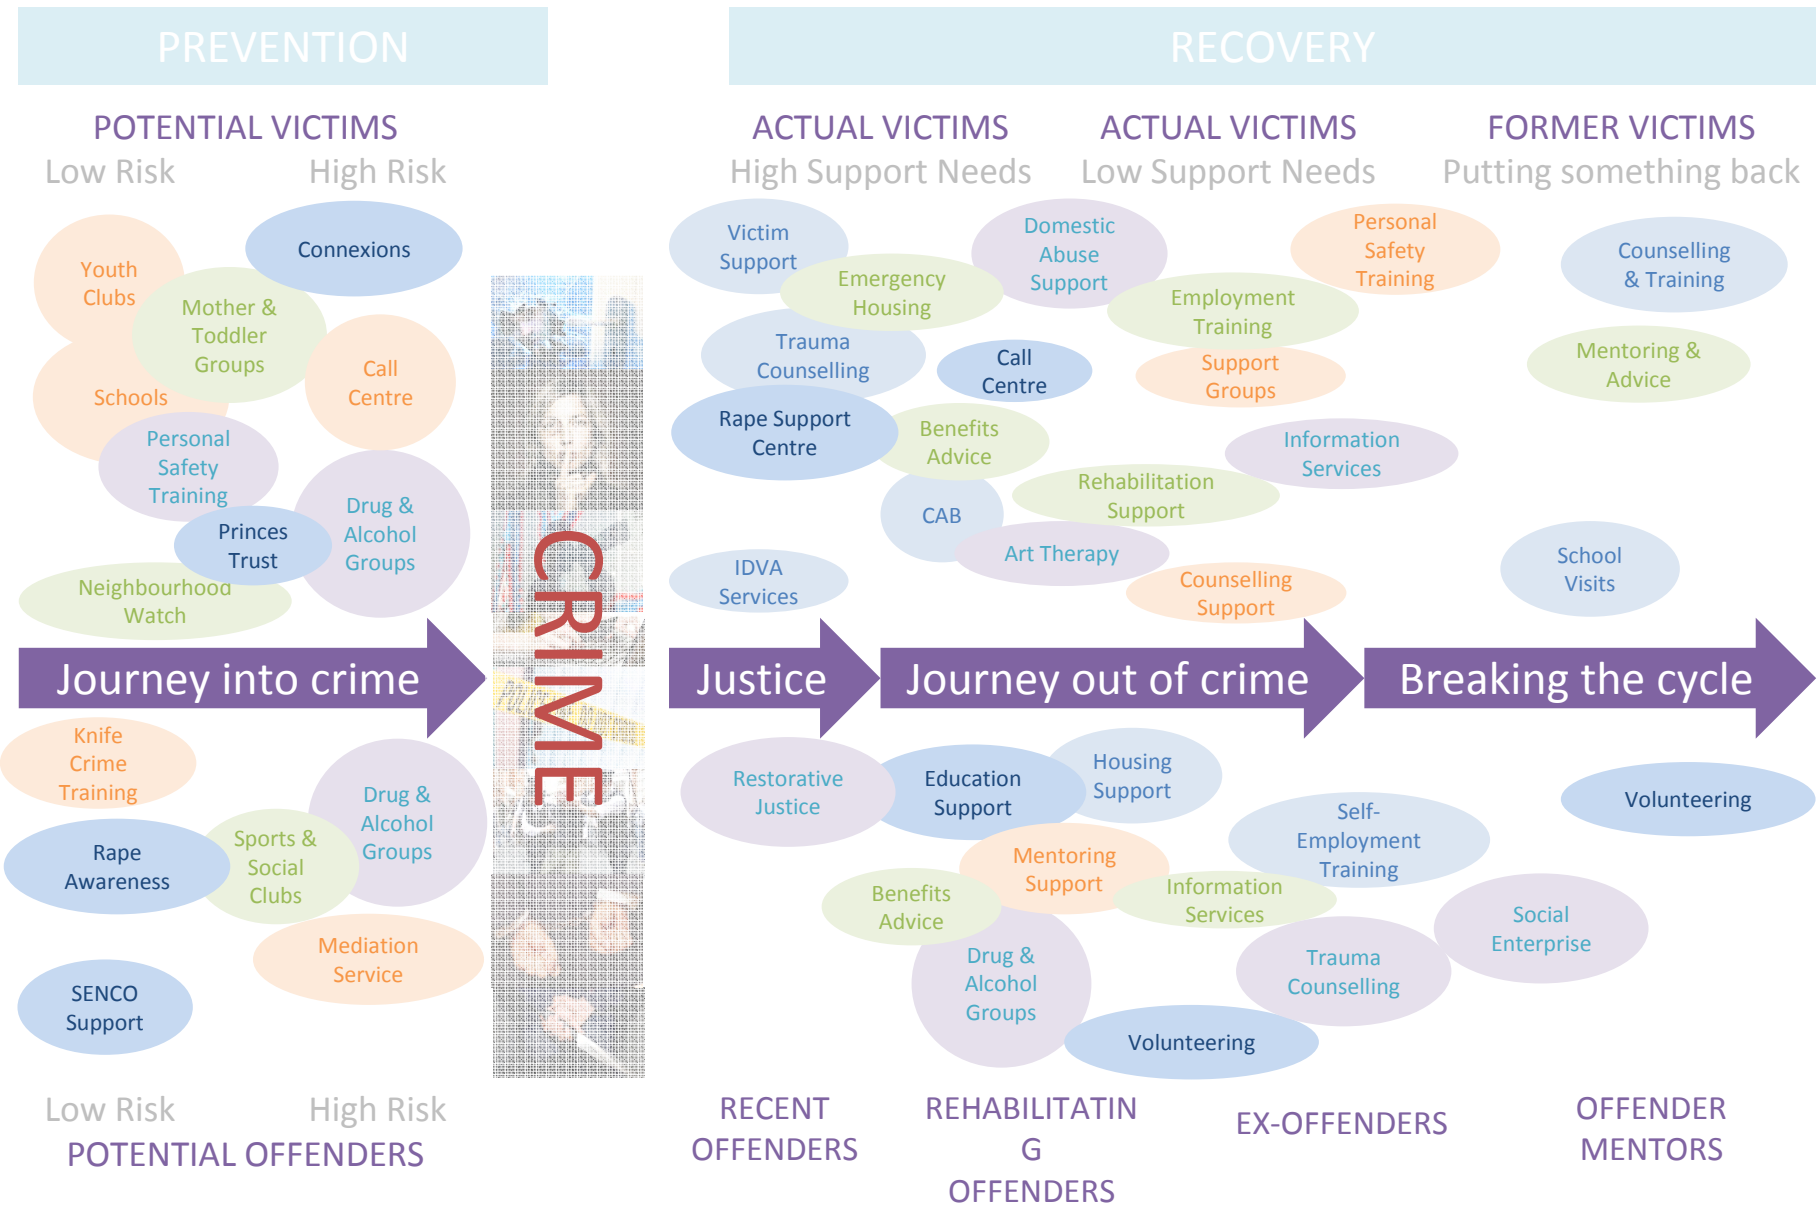 PREVENTION
RECOVERY
POTENTIAL VICTIMS
Low Risk
High Risk
ACTUAL VICTIMS
High Support Needs
ACTUAL VICTIMS
Low Support Needs
FORMER VICTIMS
Putting something back
Youth
Clubs
Connexions
Mother &
Toddler
Groups
Schools
Call
Centre
Personal
Safety
Training
Drug &
Alcohol
Groups
Princes
Trust
Neighbourhood
Watch
CRIME
Victim
Support
Emergency
Housing
Domestic
Abuse
Support
Personal
Safety
Training
Counselling
& Training
Employment
Training
Trauma
Counselling
Call
Centre
Support
Groups
Mentoring &
Advice
Rape Support
Centre
Benefits
Advice
Information
Services
Rehabilitation
Support
CAB
Art Therapy
IDVA
Services
Counselling
Support
School
Visits
Journey into crime
Justice
Journey out of crime
Breaking the cycle
Knife
Crime
Training
Drug &
Alcohol
Groups
Rape
Awareness
Sports &
Social
Clubs
Mediation
Service
SENCO
Support
Restorative
Justice
Education
Support
Housing
Support
Self-
Employment
Training
Volunteering
Mentoring
Support
Benefits
Advice
Information
Services
Social
Enterprise
Drug &
Alcohol
Groups
Trauma
Counselling
Volunteering
Low Risk
High Risk
POTENTIAL OFFENDERS
RECENT
OFFENDERS
REHABILITATIN
G
OFFENDERS
EX-OFFENDERS
OFFENDER
MENTORS